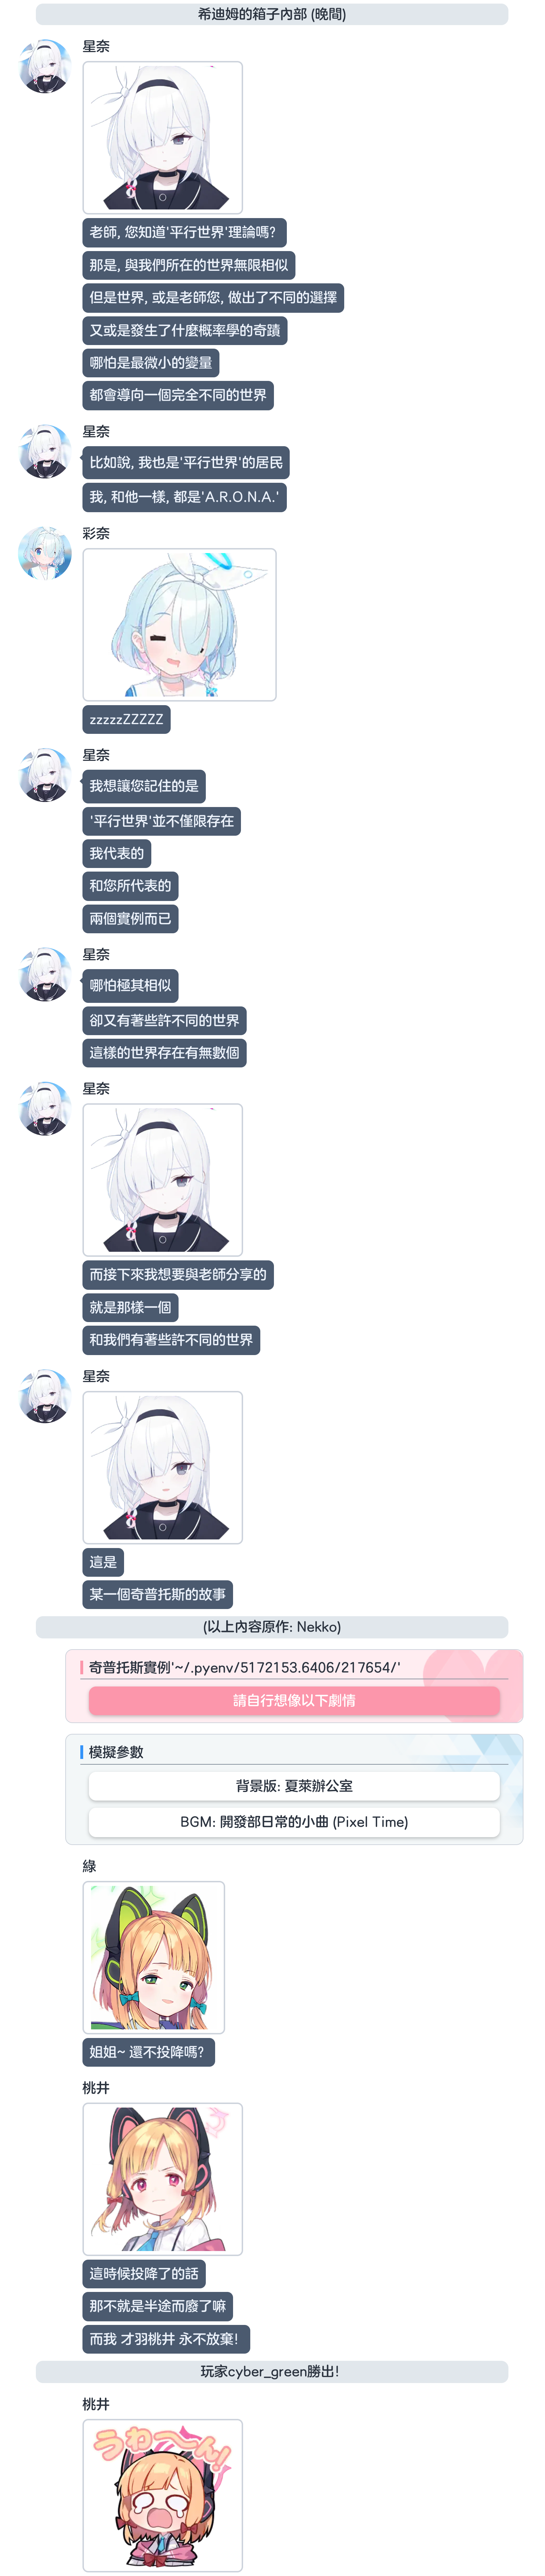 希迪姆的箱子內部 (晚間)
星奈
老師, 您知道'平行世界'理論嗎?
那是, 與我們所在的世界無限相似
但是世界, 或是老師您, 做出了不同的選擇
又或是發生了什麼概率學的奇蹟
哪怕是最微小的變量
都會導向一個完全不同的世界
星奈
比如說, 我也是'平行世界'的居民
我, 和他一樣, 都是'A.R.O.N.A.'
彩奈
zzzzzZZZZZ
星奈
我想讓您記住的是
'平行世界'並不僅限存在
我代表的
和您所代表的
兩個實例而已
星奈
哪怕極其相似
卻又有著些許不同的世界
這樣的世界存在有無數個
星奈
而接下來我想要與老師分享的
就是那樣一個
和我們有著些許不同的世界
星奈
這是
某一個奇普托斯的故事
(以上內容原作: Nekko)
奇普托斯實例'~/.pyenv/5172153.6406/217654/'
請自行想像以下劇情
模擬參數
背景版: 夏萊辦公室
BGM: 開發部日常的小曲 (Pixel Time)
綠
姐姐~ 還不投降嗎?
桃井
這時候投降了的話
那不就是半途而廢了嘛
而我 才羽桃井 永不放棄!
玩家cyber_green勝出!
桃井
うわ〜ん!